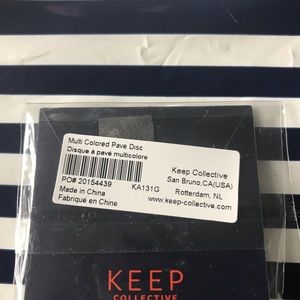 Multi Colored Pave Disc
Disque à pavé multicolore
Keep Collective
San Bruno,CA(USA)
PO# 20154439
KA131G
Rotterdam, NL
Made in China
www.keep-collective.com
Fabriqué en Chine
KEEP
COLLECTIVE